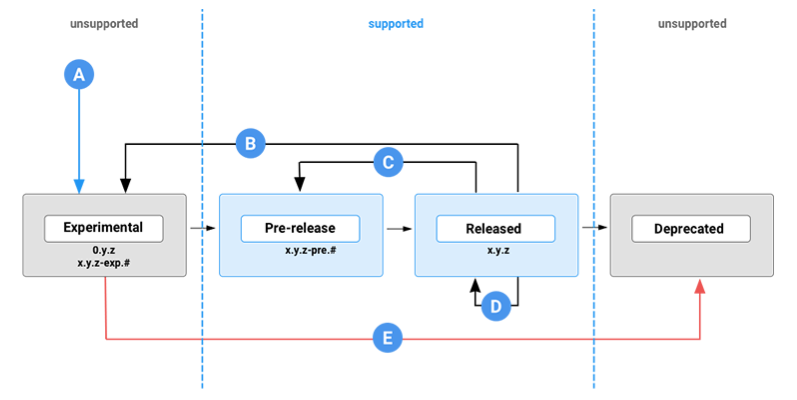 unsupported
supported
unsupported
A
B
C
Experimental
0.y.z
x.y.z-exp.#
Pre-release
x.y.z-pre.#
Released
x.y.z
Deprecated
D
E